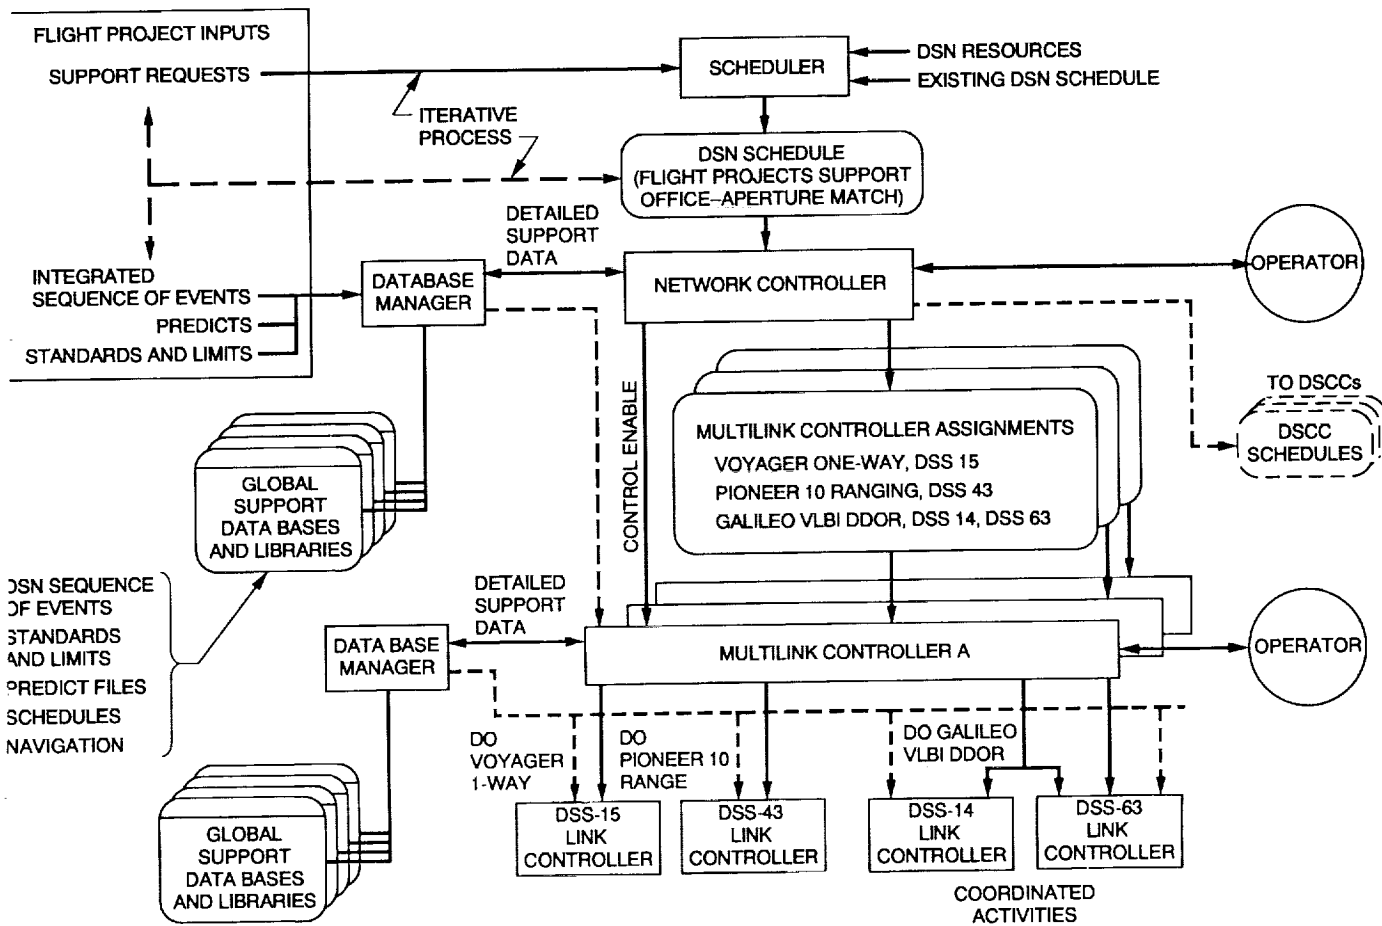 FLIGHT PROJECT INPUTS
SUPPORT REQUESTS
SCHEDULER
DSN RESOURCES
EXISTING DSN SCHEDULE
ITERATIVE
PROCESS
DSN SCHEDULE
(FLIGHT PROJECTS SUPPORT
OFFICE–APERTURE MATCH)
DETAILED
SUPPORT
DATA
INTEGRATED
SEQUENCE OF EVENTS
PREDICTS
STANDARDS AND LIMITS
DATABASE
MANAGER
NETWORK CONTROLLER
OPERATOR
CONTROL ENABLE
MULTILINK CONTROLLER ASSIGNMENTS
VOYAGER ONE-WAY, DSS 15
PIONEER 10 RANGING, DSS 43
GALILEO VLBI DDOR, DSS 14, DSS 63
TO DSCCs
DSCC
SCHEDULES
GLOBAL
SUPPORT
DATA BASES
AND LIBRARIES
DSN SEQUENCE
OF EVENTS
STANDARDS
AND LIMITS
PREDICT FILES
SCHEDULES
NAVIGATION
DETAILED
SUPPORT
DATA
DATA BASE
MANAGER
MULTILINK CONTROLLER A
OPERATOR
DO
VOYAGER
1-WAY
DO
PIONEER 10
RANGE
DO GALILEO
VLBI DDOR
GLOBAL
SUPPORT
DATA BASES
AND LIBRARIES
DSS-15
LINK
CONTROLLER
DSS-43
LINK
CONTROLLER
DSS-14
LINK
CONTROLLER
DSS-63
LINK
CONTROLLER
COORDINATED
ACTIVITIES